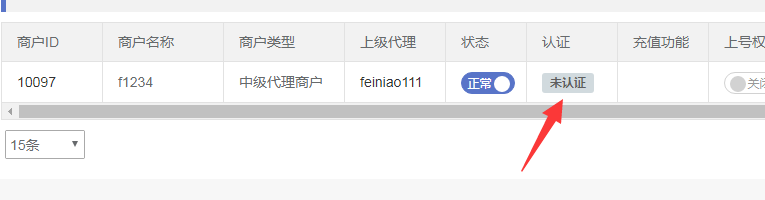 商户ID 商户名称 商户类型 上级代理 状态 认证 充值功能 上号权
10097 f1234 中级代理商户 feiniao111 正常 未认证 关闭
15条